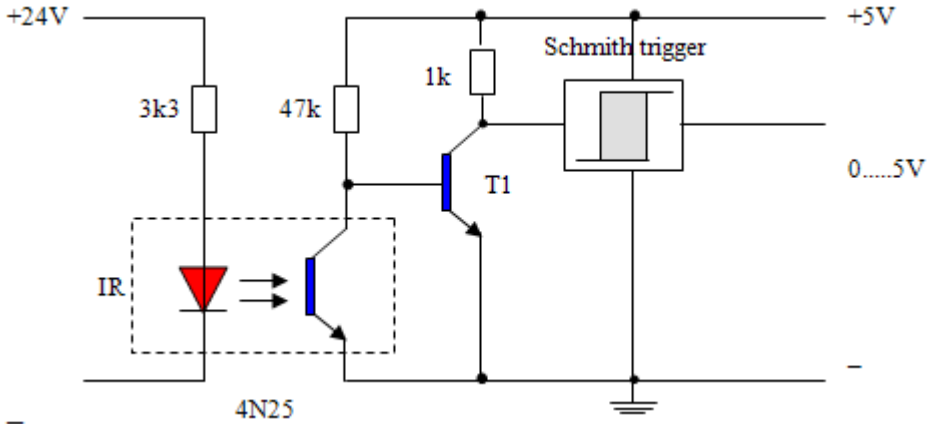 +24V
+5V
Schmith trigger
1k
3k3
47k
T1
0.....5V
IR
–
4N25
–